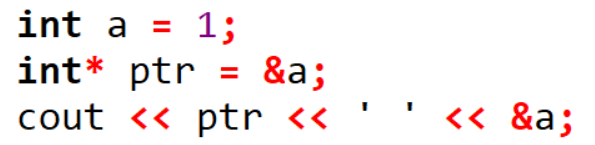 int a = 1;
int* ptr = &a;
cout << ptr << ' ' << &a;